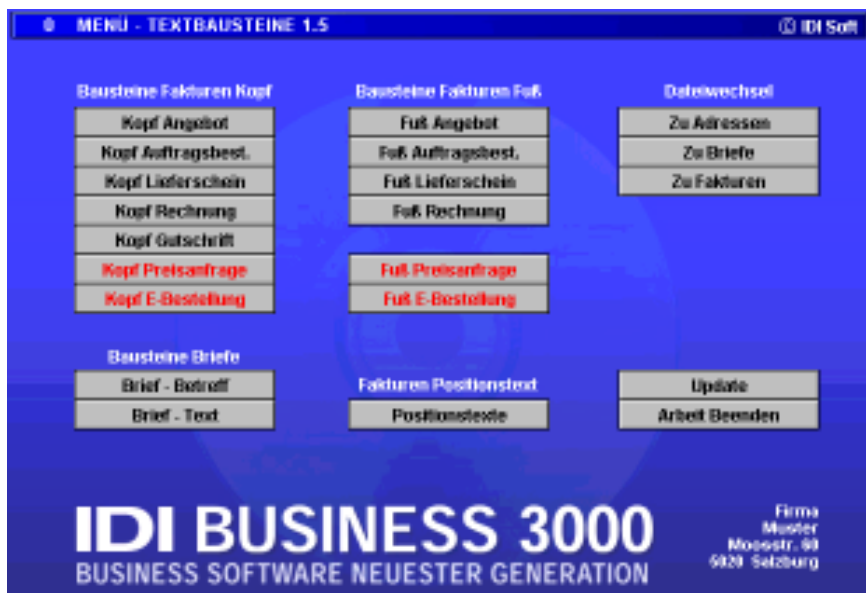 0 MENÜ - TEXTBAUSTEINE 1.5 © IDI Soft
Bausteine Fakturen Kopf
Kopf Angebot
Kopf Auftragsbest.
Kopf Lieferschein
Kopf Rechnung
Kopf Gutschrift
Kopf Preisanfrage
Kopf E-Bestellung
Bausteine Fakturen Fuß
Fuß Angebot
Fuß Auftragsbest.
Fuß Lieferschein
Fuß Rechnung
Fuß Preisanfrage
Fuß E-Bestellung
Dateiwechsel
Zu Adressen
Zu Briefe
Zu Fakturen
Bausteine Briefe
Brief - Betreff
Brief - Text
Fakturen Positionstext
Positionstexte
Update
Arbeit Beenden
IDI BUSINESS 3000
BUSINESS SOFTWARE NEUESTER GENERATION
Firma
Muster
Moosstr. 60
5020 Salzburg